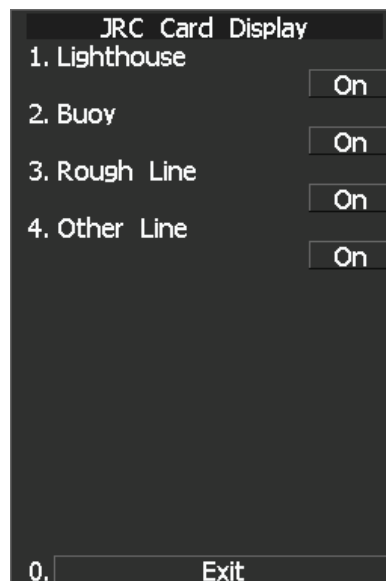 JRC Card Display
1. Lighthouse
On
2. Buoy
On
3. Rough Line
On
4. Other Line
On
0. Exit